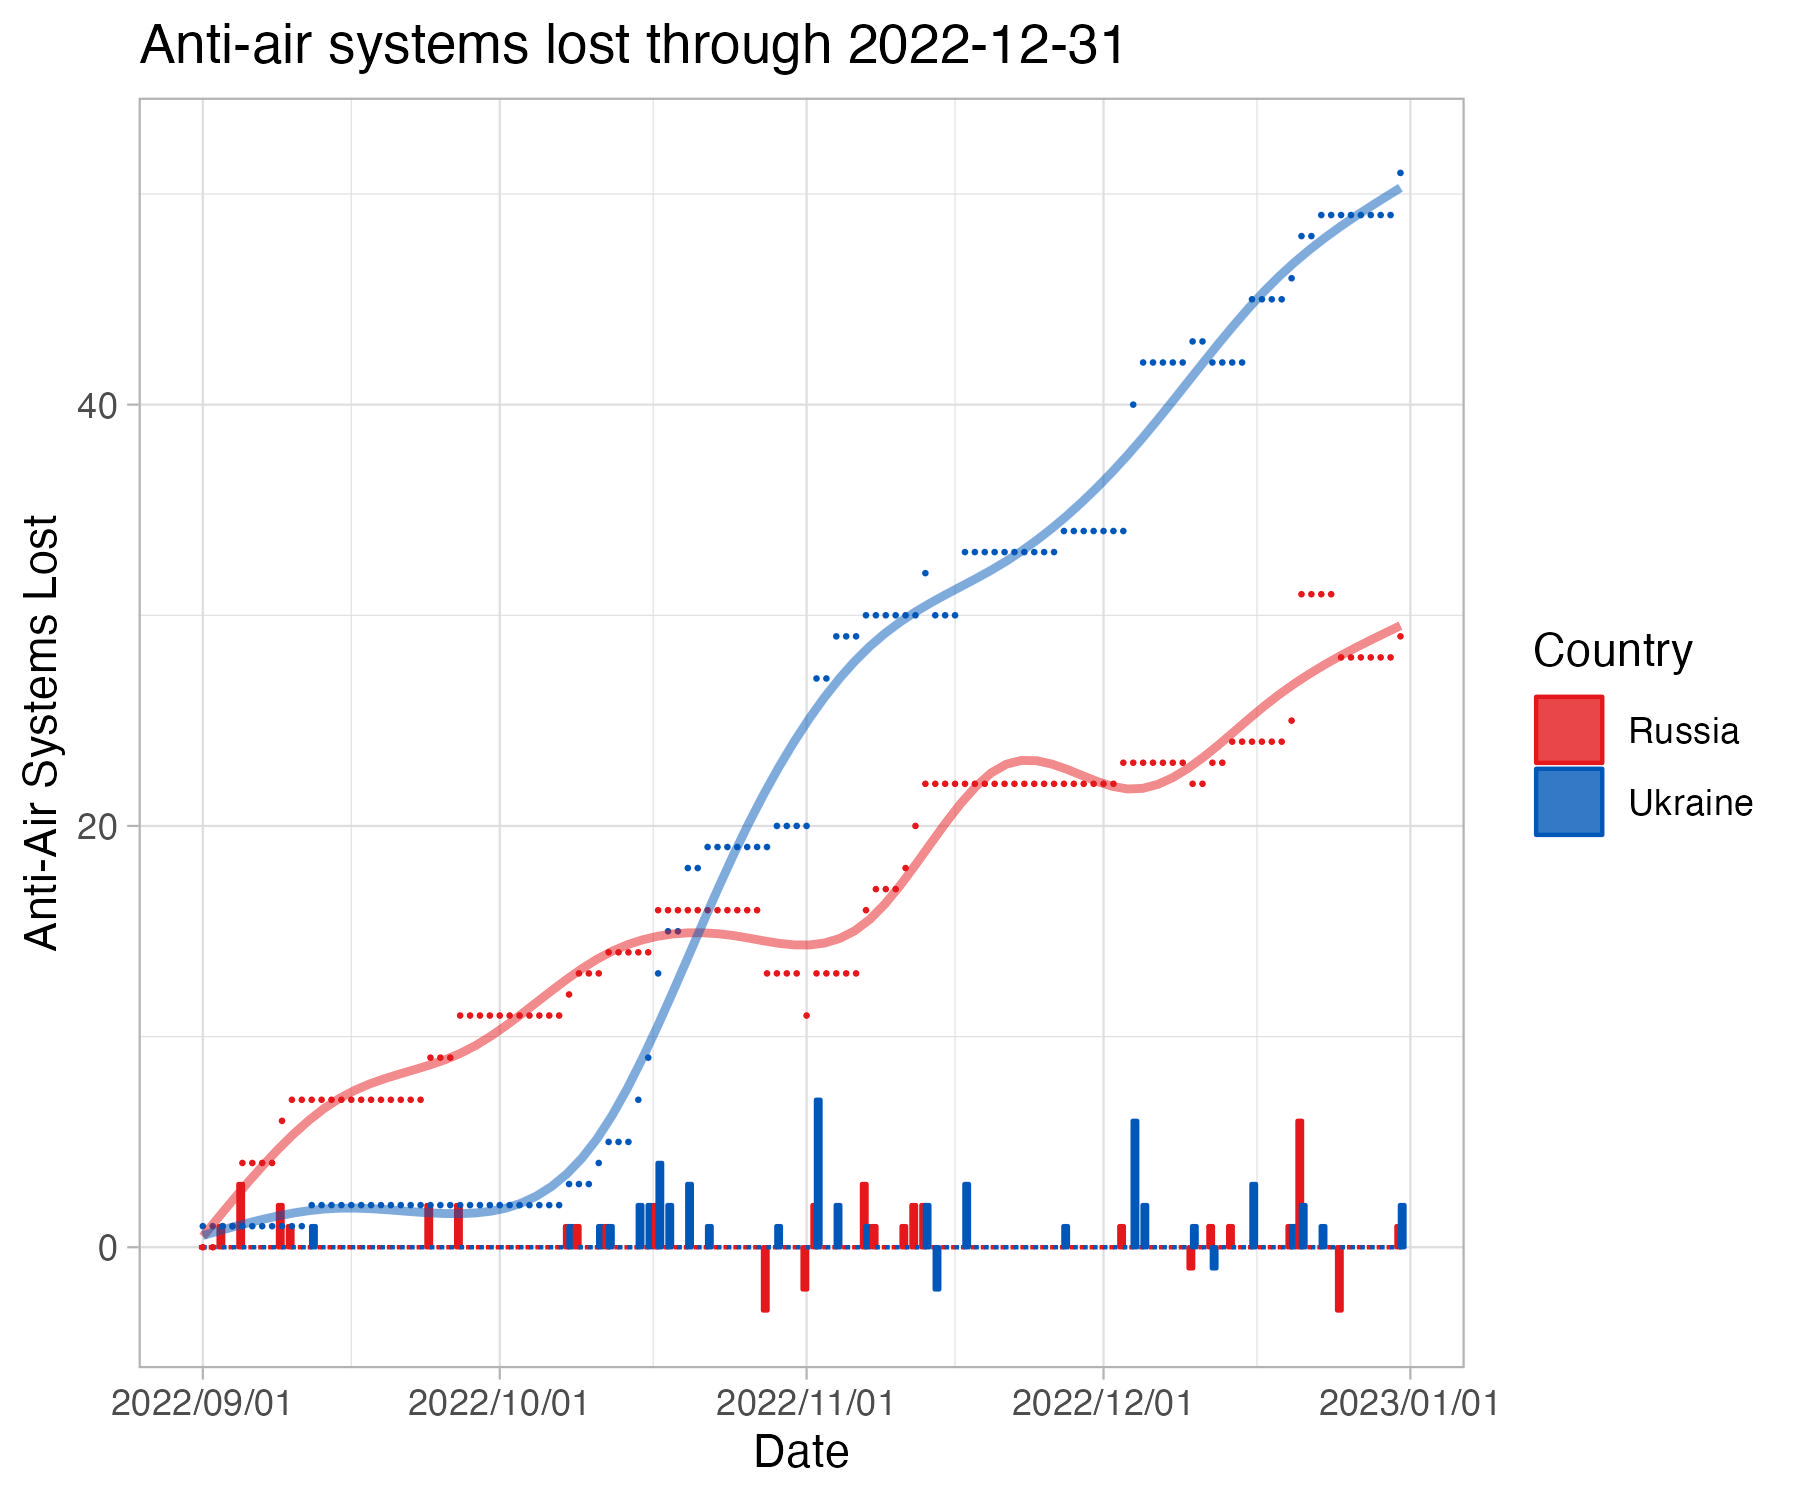 Anti-air systems lost through 2022-12-31
Anti-Air Systems Lost
40
20
0
2022/09/01 2022/10/01 2022/11/01 2022/12/01 2023/01/01
Date
Country
Russia
Ukraine